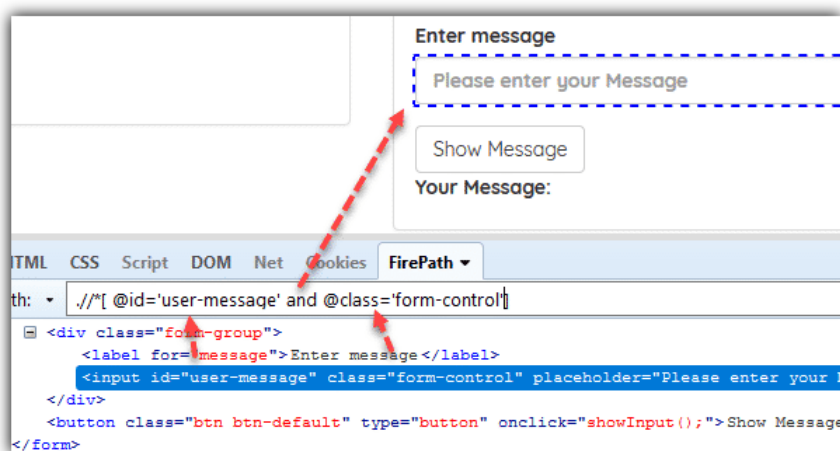 Enter message
Please enter your Message
Show Message
Your Message:
HTML CSS Script DOM Net Cookies FirePath
th: .//*[ @id='user-message' and @class='form-control']
<div class="form-group">
<label for="message">Enter message</label>
<input id="user-message" class="form-control" placeholder="Please enter your
</div>
<button class="btn btn-default" type="button" onclick="showInput();">Show Message
</form>